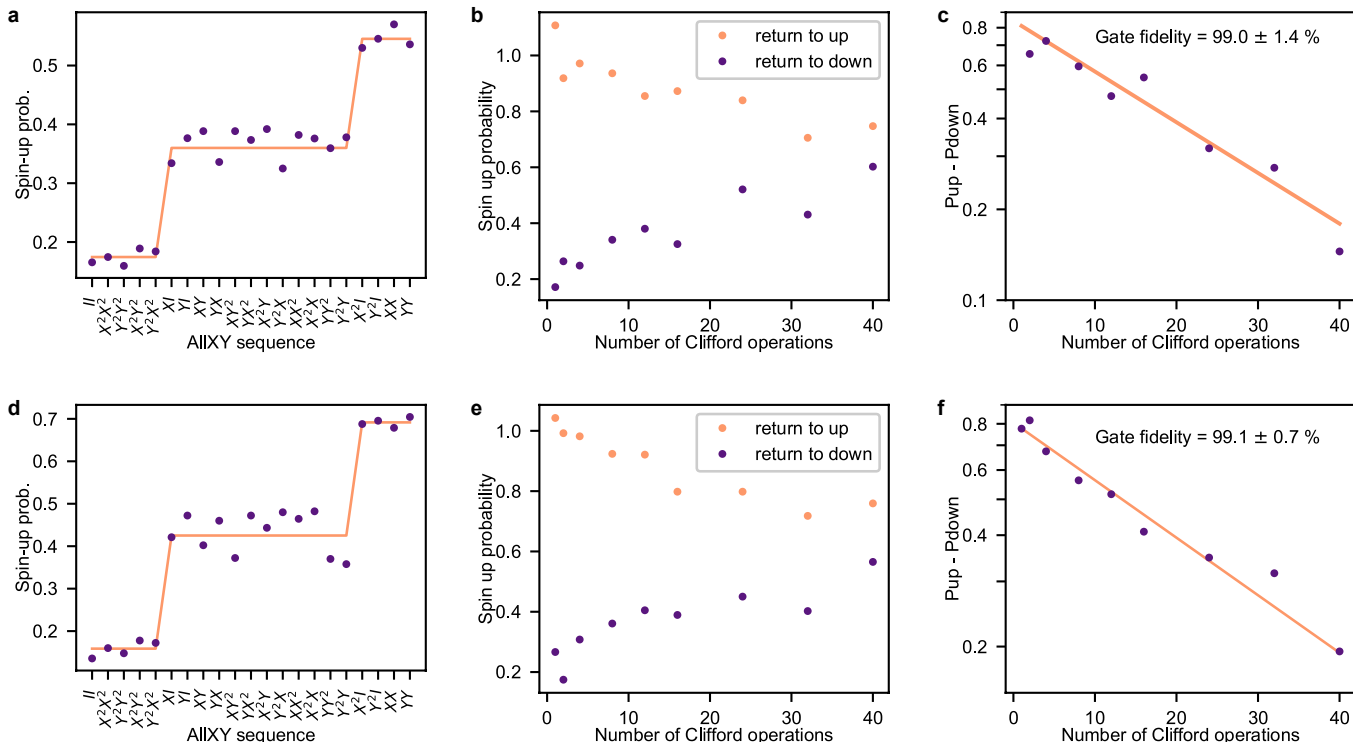 a
Spin-up prob.
0.5
0.4
0.3
0.2
II
X²X²
Y²Y²
X²Y²
Y²X²
XI
YI
XY
YX
XY²
YX²
X²Y
Y²X
XX²
X²X
YY²
Y²Y
X²I
Y²I
XX
YY
AllXY sequence
b
Spin up probability
1.0
0.8
0.6
0.4
0.2
return to up
return to down
0 10 20 30 40
Number of Clifford operations
c
Pup - Pdown
0.8
0.6
0.4
0.2
0.1
Gate fidelity = 99.0 ± 1.4 %
0 10 20 30 40
Number of Clifford operations
d
Spin-up prob.
0.7
0.6
0.5
0.4
0.3
0.2
II
X²X²
Y²Y²
X²Y²
Y²X²
XI
YI
XY
YX
XY²
YX²
X²Y
Y²X
XX²
X²X
YY²
Y²Y
X²I
Y²I
XX
YY
AllXY sequence
e
Spin up probability
1.0
0.8
0.6
0.4
0.2
return to up
return to down
0 10 20 30 40
Number of Clifford operations
f
Pup - Pdown
0.8
0.6
0.4
0.2
Gate fidelity = 99.1 ± 0.7 %
0 10 20 30 40
Number of Clifford operations